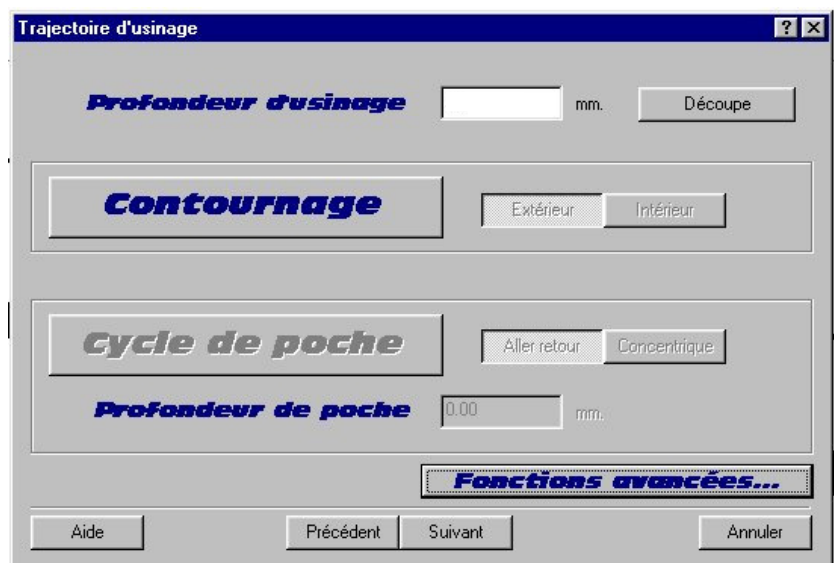 Trajectoire d'usinage
Profondeur d'usinage mm. Découpe
Contournage Extérieur Intérieur
Cycle de poche Aller retour Concentrique
Profondeur de poche 0.00 mm.
Fonctions avancées...
Aide Précédent Suivant Annuler